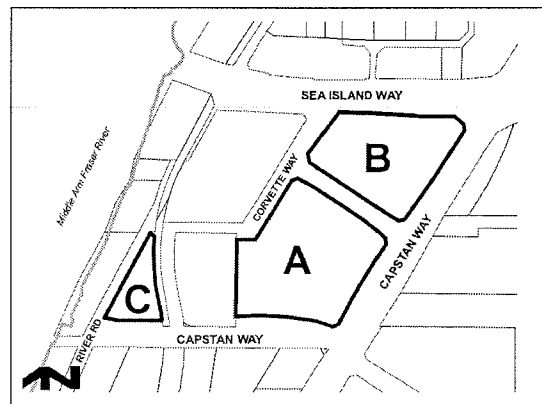 SEA ISLAND WAY
B
Middle Arm Fraser River
CORVETTE WAY
A
CAPSTAN WAY
C
RIVER RD
CAPSTAN WAY
N